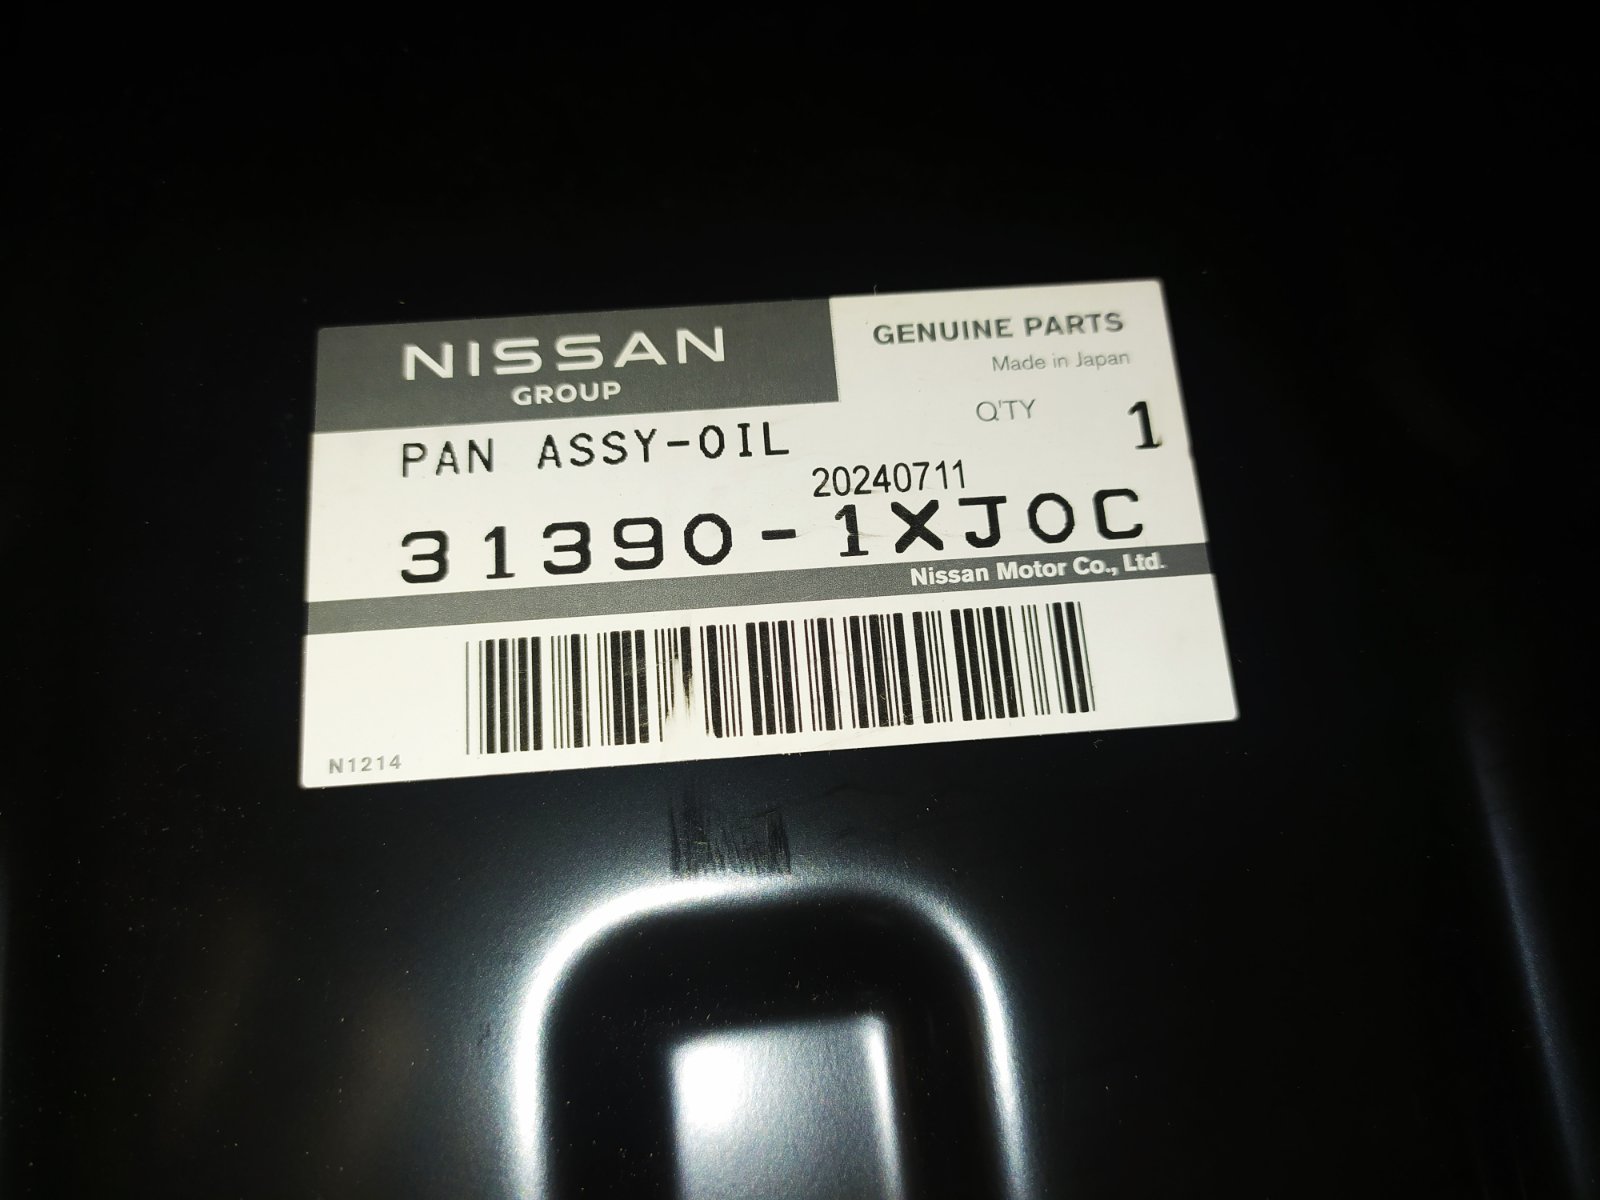 NISSAN
GROUP
GENUINE PARTS
Made in Japan
Q'TY 1
PAN ASSY-OIL
20240711
31390-1XJ0C
Nissan Motor Co., Ltd.
N1214